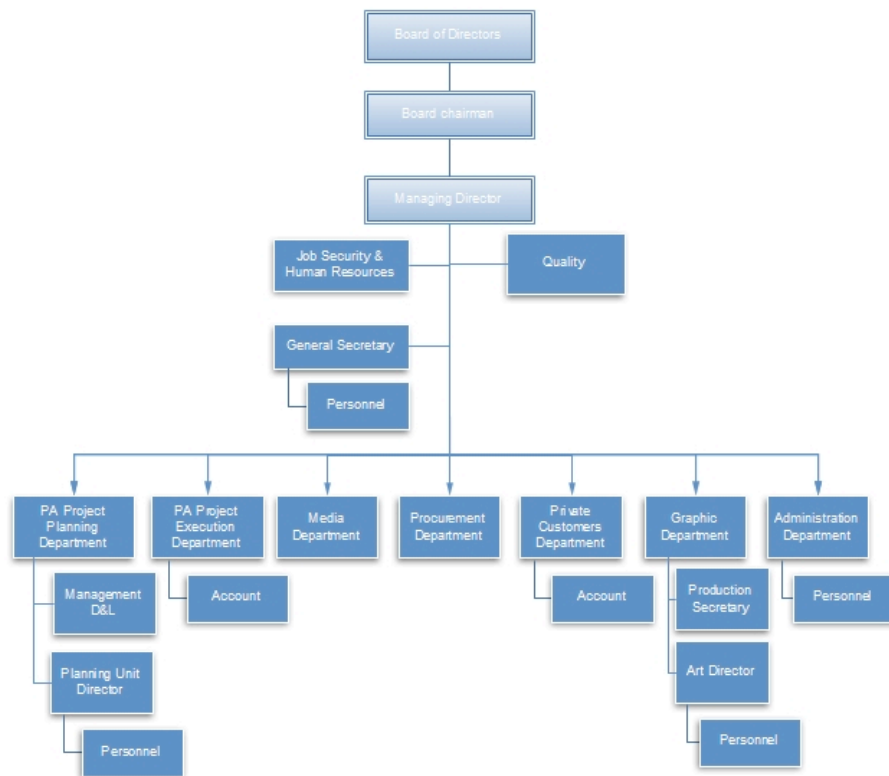 Board of Directors
Board chairman
Managing Director
Job Security &
Human Resources
Quality
General Secretary
Personnel
PA Project
Planning
Department
PA Project
Execution
Department
Media
Department
Procurement
Department
Private
Customers
Department
Graphic
Department
Administration
Department
Management
D&L
Account
Account
Production
Secretary
Personnel
Planning Unit
Director
Art Director
Personnel
Personnel